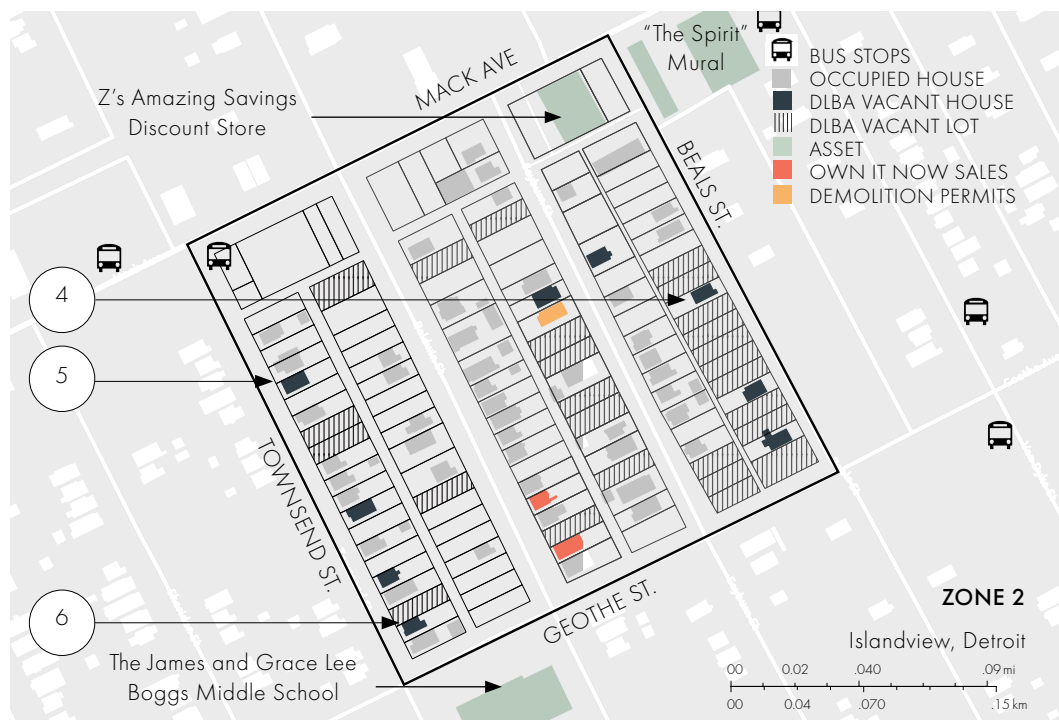 "The Spirit"
Mural
BUS STOPS
OCCUPIED HOUSE
DLBA VACANT HOUSE
DLBA VACANT LOT
ASSET
OWN IT NOW SALES
DEMOLITION PERMITS
MACK AVE
Z's Amazing Savings
Discount Store
BEALS ST.
4
5
TOWNSEND ST.
6
GEOTHE ST.
The James and Grace Lee
Boggs Middle School
ZONE 2
Islandview, Detroit
00 0.02 .040 .09 mi
00 0.04 .070 .15 km